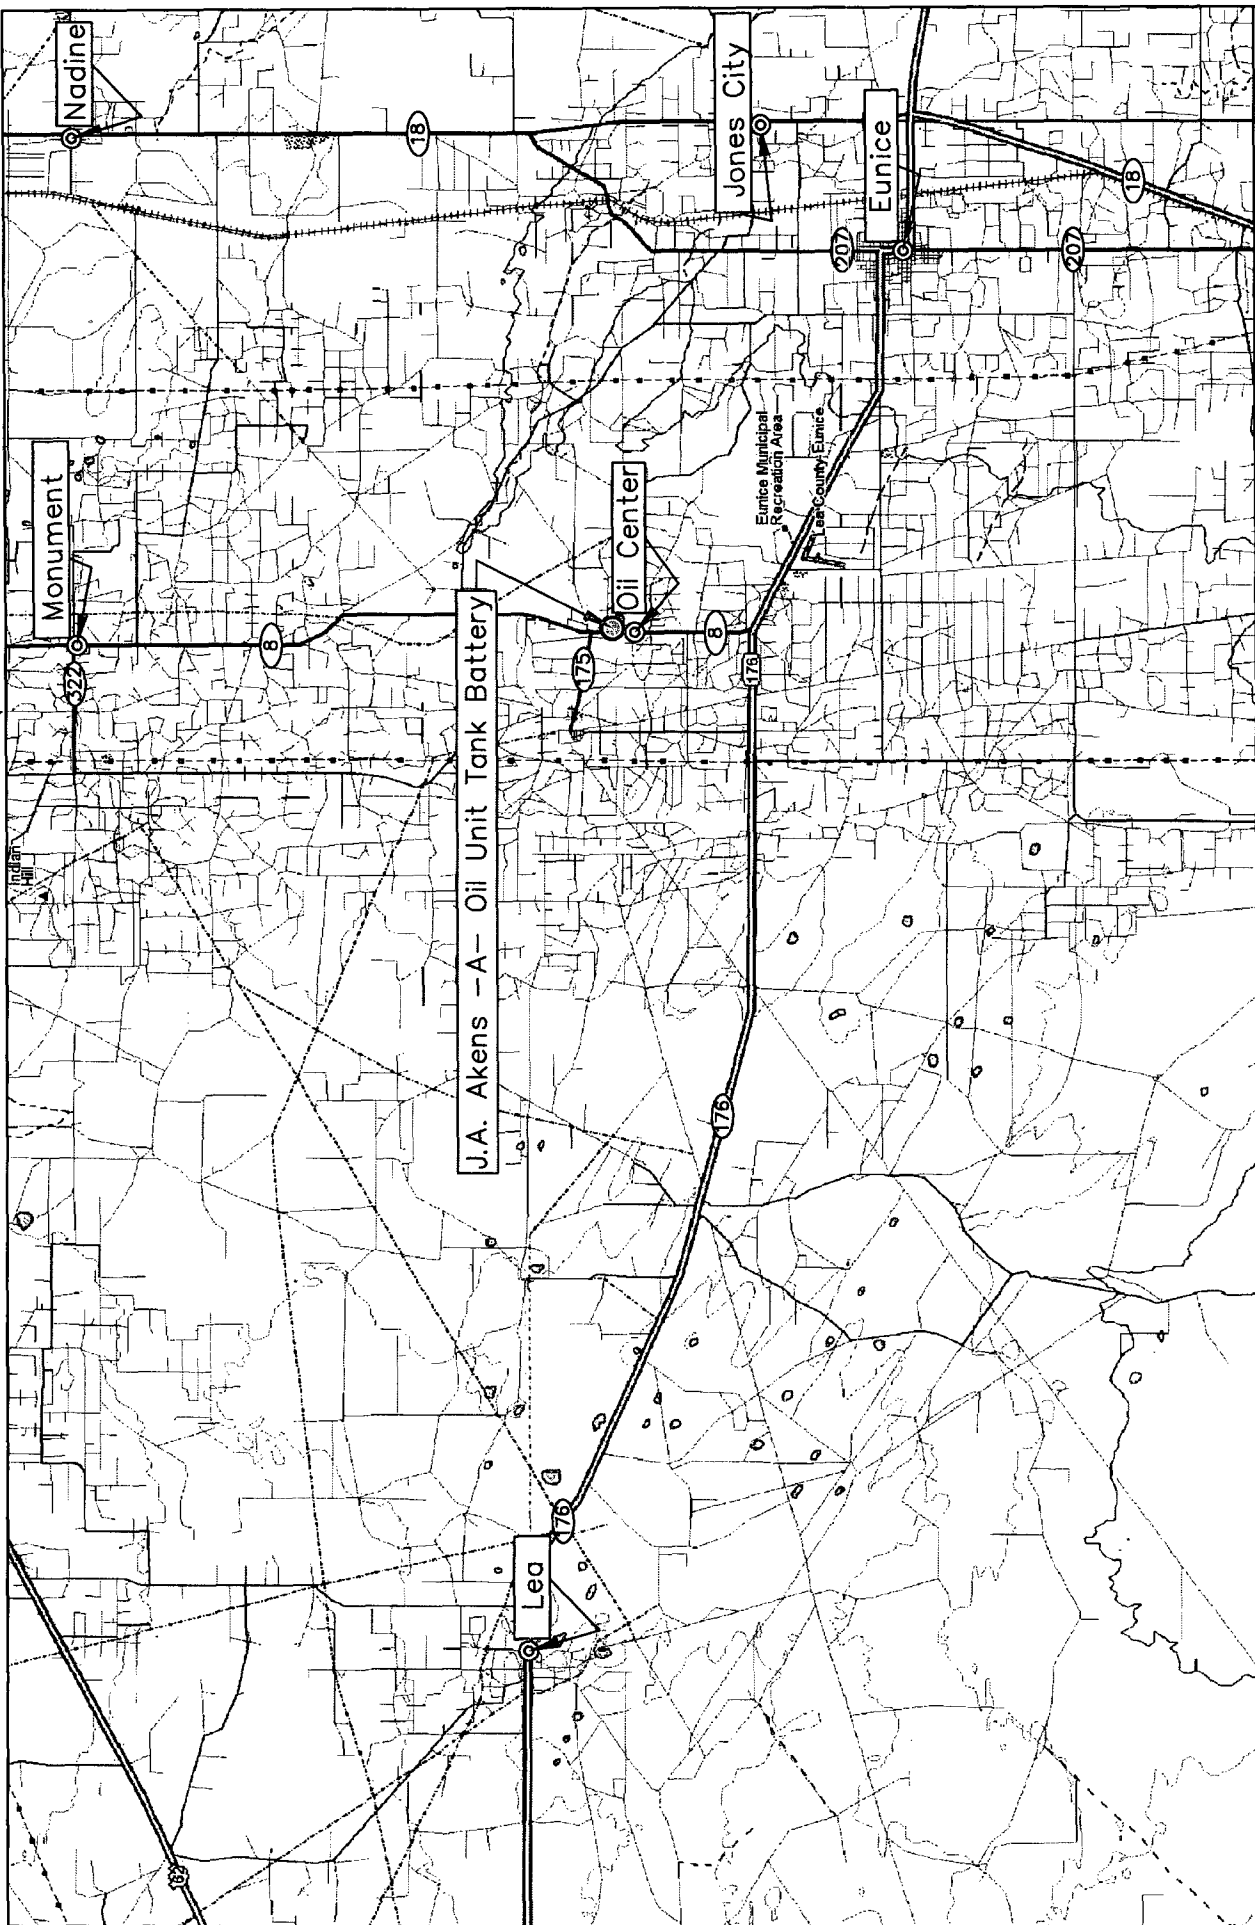 Indian
Hill
Monument
Nadine
322
62
8
18
J.A. Akens -A- Oil Unit Tank Battery
Lea
176
175
Oil Center
8
176
Jones City
176
Eunice Municipal
Recreation Area
Lea County-Eunice
207
Eunice
207
18